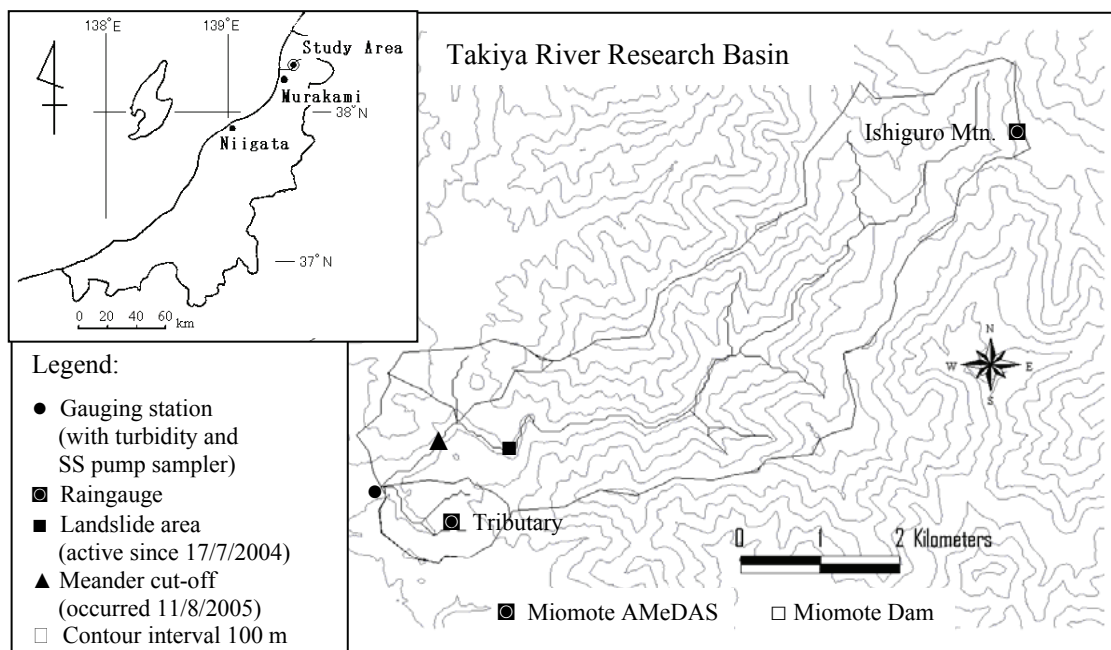 138°E
139°E
Study Area
Murakami
38°N
Niigata
37°N
0 20 40 60
km
Takiya River Research Basin
Ishiguro Mtn.
N
W E
S
Tributary
0 1 2 Kilometers
Miomote AMeDAS
Miomote Dam
Legend:
Gauging station
(with turbidity and
SS pump sampler)
Raingauge
Landslide area
(active since 17/7/2004)
Meander cut-off
(occurred 11/8/2005)
Contour interval 100 m